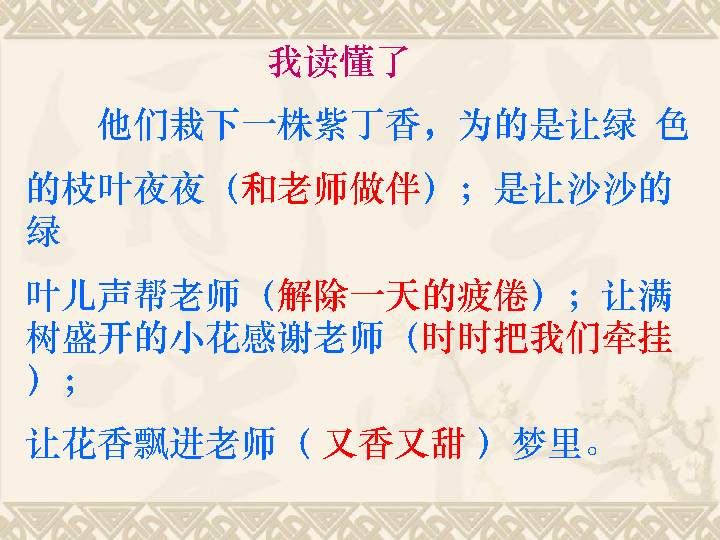 我读懂了
他们栽下一株紫丁香，为的是让绿 色
的枝叶夜夜（和老师做伴）；是让沙沙的
绿
叶儿声帮老师（解除一天的疲倦）；让满
树盛开的小花感谢老师（时时把我们牵挂
）；
让花香飘进老师（ 又香又甜 ）梦里。